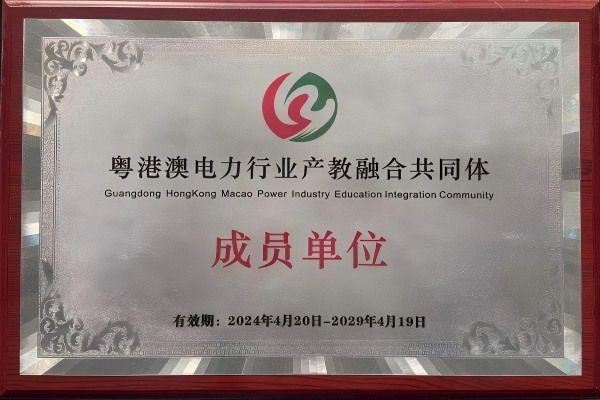 粤港澳电力行业产教融合共同体
Guangdong HongKong Macao Power Industry Education Integration Community
成员单位
有效期：2024年4月20日-2029年4月19日